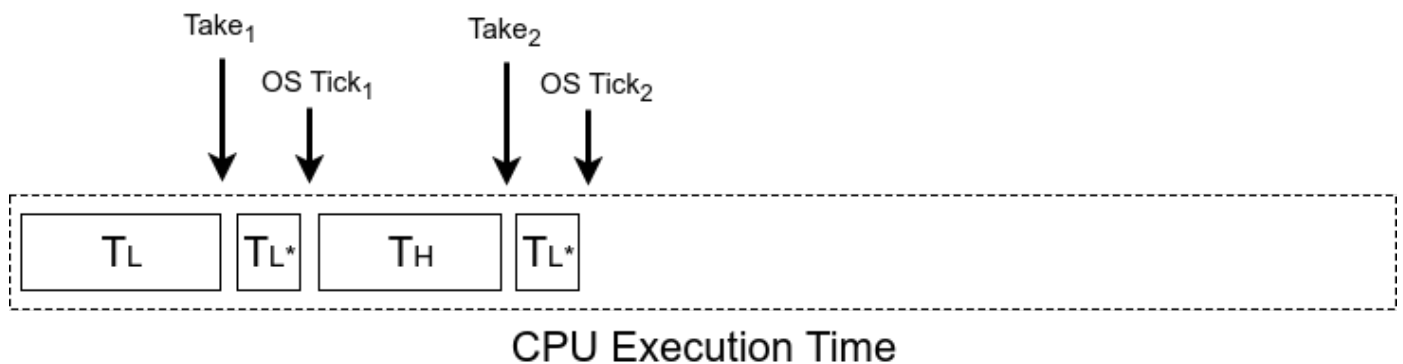 Take₁
OS Tick₁
Take₂
OS Tick₂
TL
TL*
TH
TL*
CPU Execution Time